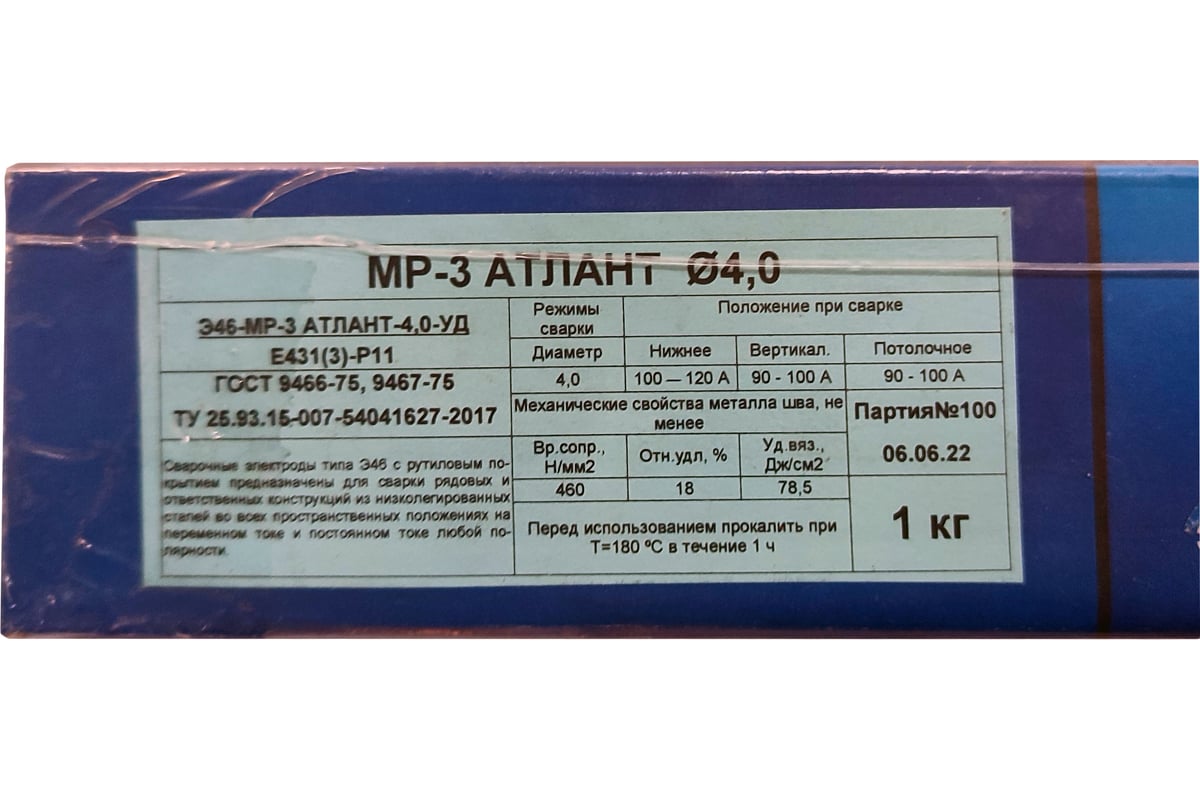 МР-3 АТЛАНТ Ø4,0
Э46-МР-3 АТЛАНТ-4,0-УД
Е431(3)-Р11
ГОСТ 9466-75, 9467-75
ТУ 25.93.15-007-54041627-2017
Сварочные электроды типа Э46 с рутиловым по-
крытием предназначены для сварки рядовых и
ответственных конструкций из низколегированных
сталей во всех пространственных положениях на
переменном токе и постоянном токе любой по-
лярности.
Режимы
сварки
Положение при сварке
Диаметр Нижнее Вертикал. Потолочное
4,0 100 — 120 А 90 - 100 А 90 - 100 А
Механические свойства металла шва, не
менее
Вр.сопр.,
Н/мм2
Отн.удл, %
Уд.вяз.,
Дж/см2
460 18 78,5
Перед использованием прокалить при
Т=180 ºС в течение 1 ч
Партия№100
06.06.22
1 кг